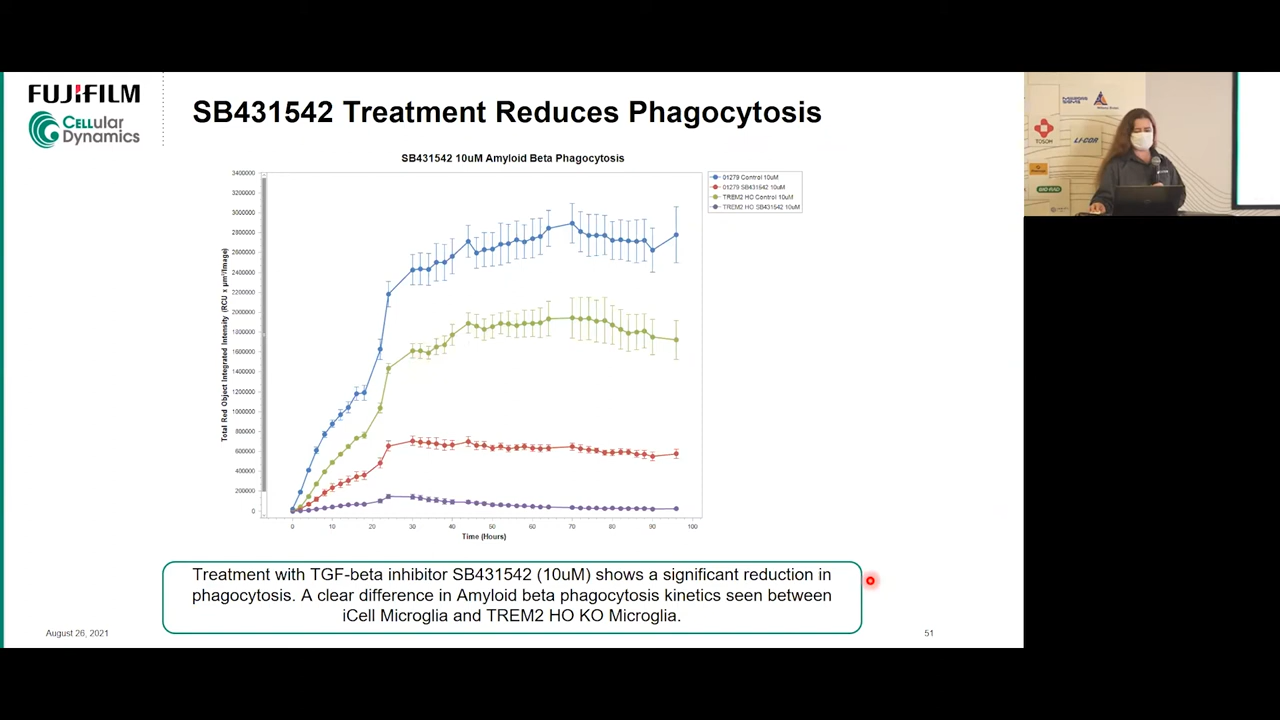 FUJIFILM
CELLular
Dynamics
SB431542 Treatment Reduces Phagocytosis
SB431542 10uM Amyloid Beta Phagocytosis
Total Red Object Integrated Intensity (RCU x µm²/Image)
3400000
3200000
3000000
2800000
2600000
2400000
2200000
2000000
1800000
1600000
1400000
1200000
1000000
800000
600000
400000
200000
0
0 10 20 30 40 50 60 70 80 90 100
Time (Hours)
01279 Control 10uM
01279 SB431542 10uM
TREM2 HO Control 10uM
TREM2 HO SB431542 10uM
Treatment with TGF-beta inhibitor SB431542 (10uM) shows a significant reduction in
phagocytosis. A clear difference in Amyloid beta phagocytosis kinetics seen between
iCell Microglia and TREM2 HO KO Microglia.
August 26, 2021
51
TOSOH
LI-COR
BIO RAD